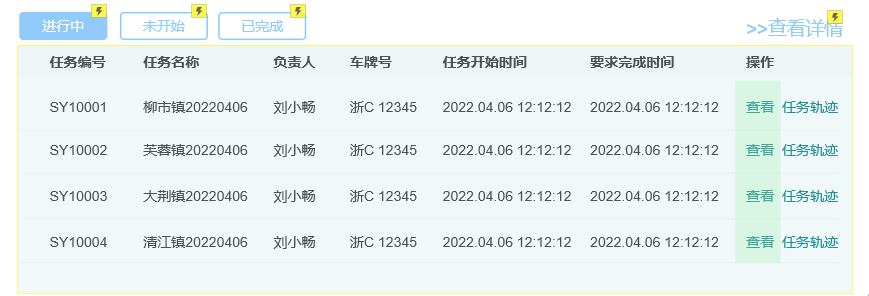 进行中 未开始 已完成 >>查看详情
任务编号 任务名称 负责人 车牌号 任务开始时间 要求完成时间 操作
SY10001 柳市镇20220406 刘小畅 浙C 12345 2022.04.06 12:12:12 2022.04.06 12:12:12 查看 任务轨迹
SY10002 芙蓉镇20220406 刘小畅 浙C 12345 2022.04.06 12:12:12 2022.04.06 12:12:12 查看 任务轨迹
SY10003 大荆镇20220406 刘小畅 浙C 12345 2022.04.06 12:12:12 2022.04.06 12:12:12 查看 任务轨迹
SY10004 清江镇20220406 刘小畅 浙C 12345 2022.04.06 12:12:12 2022.04.06 12:12:12 查看 任务轨迹